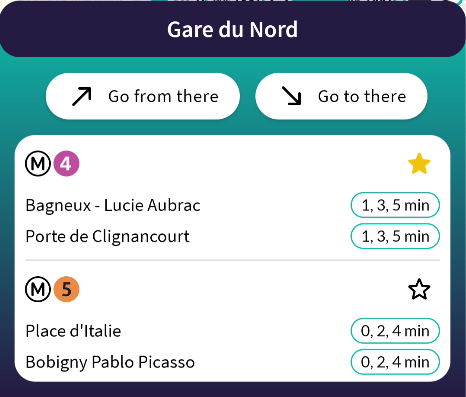 Gare du Nord
Go from there
Go to there
M 4
Bagneux - Lucie Aubrac 1, 3, 5 min
Porte de Clignancourt 1, 3, 5 min
M 5
Place d'Italie 0, 2, 4 min
Bobigny Pablo Picasso 0, 2, 4 min